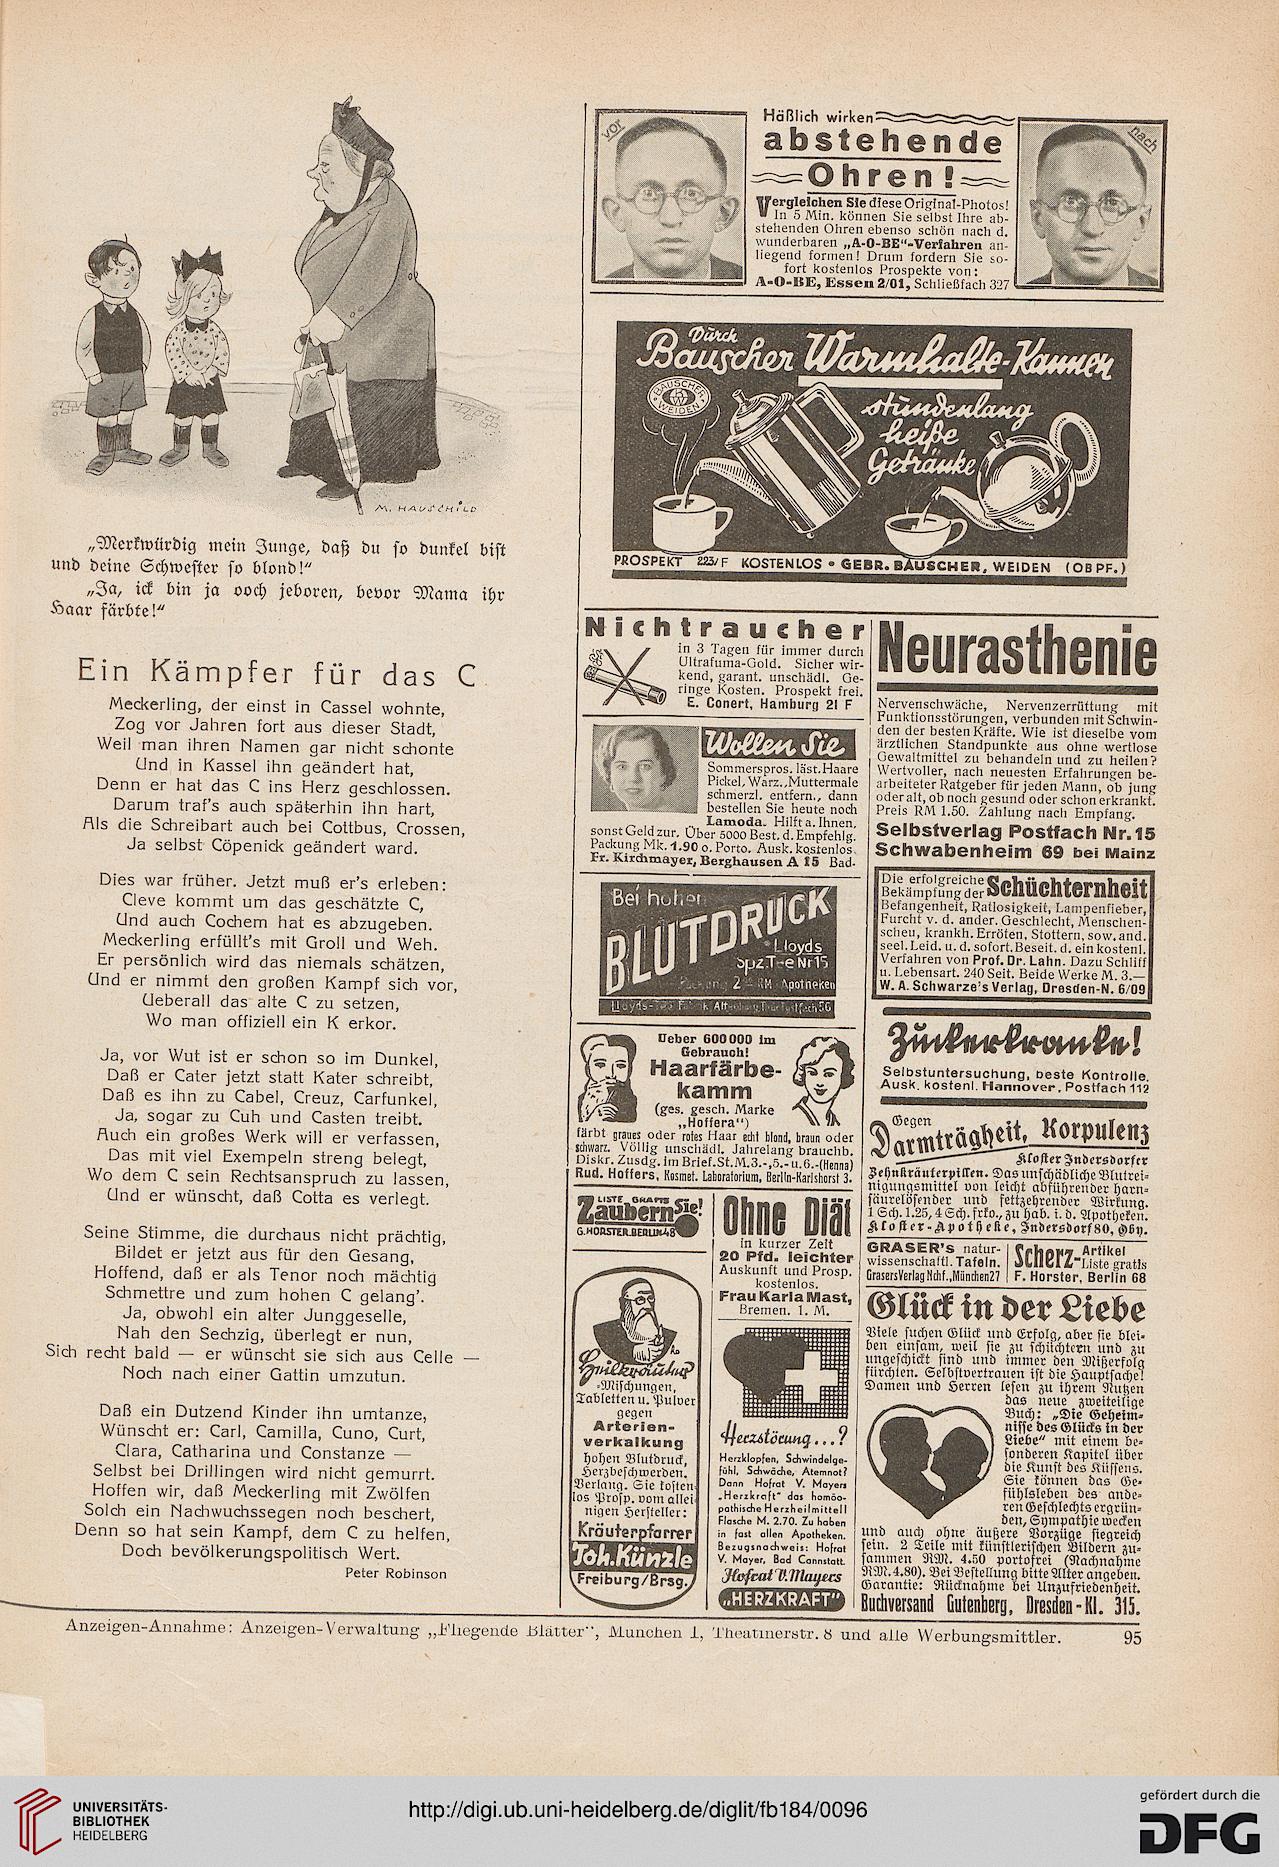 M. HAUSCHILD
„Merkwürdig mein Junge, daß du so dunkel bist
und deine Schwester so blond!“
„Ja, ick bin ja ooch jeboren, bevor Mama ihr
Haar färbte!“
Ein Kämpfer für das C
Meckerling, der einst in Cassel wohnte,
Zog vor Jahren fort aus dieser Stadt,
Weil man ihren Namen gar nicht schonte
Und in Kassel ihn geändert hat,
Denn er hat das C ins Herz geschlossen.
Darum traf's auch späterhin ihn hart,
Als die Schreibart auch bei Cottbus, Crossen,
Ja selbst Cöpenick geändert ward.
Dies war früher. Jetzt muß er's erleben:
Cleve kommt um das geschätzte C,
Und auch Cochem hat es abzugeben.
Meckerling erfüllt's mit Groll und Weh.
Er persönlich wird das niemals schätzen,
Und er nimmt den großen Kampf sich vor,
Ueberall das alte C zu setzen,
Wo man offiziell ein K erkor.
Ja, vor Wut ist er schon so im Dunkel,
Daß er Cater jetzt statt Kater schreibt,
Daß es ihn zu Cabel, Creuz, Carfunkel,
Ja, sogar zu Cuh und Casten treibt.
Auch ein großes Werk will er verfassen,
Das mit viel Exempeln streng belegt,
Wo dem C sein Rechtsanspruch zu lassen,
Und er wünscht, daß Cotta es verlegt.
Seine Stimme, die durchaus nicht prächtig,
Bildet er jetzt aus für den Gesang,
Hoffend, daß er als Tenor noch mächtig
Schmettre und zum hohen C gelang'.
Ja, obwohl ein alter Junggeselle,
Nah den Sechzig, überlegt er nun,
Sich recht bald — er wünscht sie sich aus Celle —
Noch nach einer Gattin umzutun.
Daß ein Dutzend Kinder ihn umtanze,
Wünscht er: Carl, Camilla, Cuno, Curt,
Clara, Catharina und Constanze —
Selbst bei Drillingen wird nicht gemurrt.
Hoffen wir, daß Meckerling mit Zwölfen
Solch ein Nachwuchssegen noch beschert,
Denn so hat sein Kampf, dem C zu helfen,
Doch bevölkerungspolitisch Wert.
Peter Robinson
vor
Häßlich wirken
abstehende
Ohren!
Vergleichen Sie diese Original-Photos!
In 5 Min. können Sie selbst Ihre ab-
stehenden Ohren ebenso schön nach d.
wunderbaren „A-O-BE“-Verfahren an-
liegend formen! Drum fordern Sie so-
fort kostenlos Prospekte von:
A-O-BE, Essen 2/01, Schließfach 327
nach
Durch
Bauscher Warmhalte-Kannen
BAUSCHER
WEIDEN
stundenlang
heiße
Getränke
PROSPEKT 223/F KOSTENLOS • GEBR. BAUSCHER, WEIDEN (OBPF.)
Nichtraucher
in 3 Tagen für immer durch
Ultrafuma-Gold. Sicher wir-
kend, garant. unschädl. Ge-
ringe Kosten. Prospekt frei.
E. Conert, Hamburg 21 F
Wollen Sie
Sommerspros. läst. Haare
Pickel, Warz., Muttermale
schmerzl. entfern., dann
bestellen Sie heute noch
Lamoda. Hilft a. Ihnen,
sonst Geld zur. Über 5000 Best. d. Empfehlg.
Packung Mk. 1.90 o. Porto. Ausk. kostenlos.
Fr. Kirchmayer, Berghausen A 15 Bad.
Bei hohem
BLUTDRUCK
Lloyds
Spz.T-e Nr 15
Packung 2 RM Apotheken
Ueber 600000 im
Gebrauch!
Haarfärbe-
kamm
(ges. gesch. Marke
„Hoffera“)
färbt graues oder rotes Haar echt blond, braun oder
schwarz. Völlig unschädl. Jahrelang brauchb.
Diskr. Zusdg. im Brief. St. M. 3.-, 5.- u. 6.-(Henna)
Rud. Hoffers, Kosmet. Laboratorium, Berlin-Karlshorst 3.
LISTE GRATIS
Zaubern Sie!
G. HORSTER. BERLIN 48
Heilkräuter
-Mischungen,
Tabletten u. Pulver
gegen
Arterien-
verkalkung
hohen Blutdruck,
Herzbeschwerden.
Verlang. Sie kosten-
los Prosp. vom allei-
nigen Hersteller:
Kräuterpfarrer
Joh. Künzle
Freiburg/Brsg.
Ohne Diät
in kurzer Zeit
20 Pfd. leichter
Auskunft und Prosp.
kostenlos.
Frau Karla Mast,
Bremen. 1. M.
Herzstörung...?
Herzklopfen, Schwindelge-
fühl, Schwäche, Atemnot?
Dann Hofrat V. Mayers
„Herzkraft“ das homöo-
pathische Herzheilmittel!
Flasche M. 2.70. Zu haben
in fast allen Apotheken.
Bezugsnachweis: Hofrat
V. Mayer, Bad Cannstatt.
Hofrat V. Mayers
„HERZKRAFT“
Neurasthenie
Nervenschwäche, Nervenzerrüttung mit
Funktionsstörungen, verbunden mit Schwin-
den der besten Kräfte. Wie ist dieselbe vom
ärztlichen Standpunkte aus ohne wertlose
Gewaltmittel zu behandeln und zu heilen?
Wertvoller, nach neuesten Erfahrungen be-
arbeiteter Ratgeber für jeden Mann, ob jung
oder alt, ob noch gesund oder schon erkrankt.
Preis RM 1.50. Zahlung nach Empfang.
Selbstverlag Postfach Nr. 15
Schwabenheim 69 bei Mainz
Die erfolgreiche
Bekämpfung der Schüchternheit
Befangenheit, Ratlosigkeit, Lampenfieber,
Furcht v. d. ander. Geschlecht, Menschen-
scheu, krankh. Erröten, Stottern, sow. and.
seel. Leid. u. d. sofort. Beseit. d. ein kostenl.
Verfahren von Prof. Dr. Lahn. Dazu Schliff
u. Lebensart. 240 Seit. Beide Werke M. 3.—
W. A. Schwarze's Verlag, Dresden-N. 6/09
Zuckerkranke!
Selbstuntersuchung, beste Kontrolle.
Ausk. kostenl. Hannover, Postfach 112
Gegen
Darmträgheit, Korpulenz
Kloster Indersdorfer
Zehnkräuterpillen. Das unschädliche Blutrei-
nigungsmittel von leicht abführender harn-
säurelösender und fettzehrender Wirkung.
1 Sch. 1.25, 4 Sch. frko., zu hab. i. d. Apotheken.
Kloster-Apotheke, Indersdorf 80, Oby.
GRASER'S natur-
wissenschaftl. Tafeln.
Grasers Verlag Nchf., München 27
Scherz-Artikel
Liste gratis
F. Horster, Berlin 68
Glück in der Liebe
Viele suchen Glück und Erfolg, aber sie blei-
ben einsam, weil sie zu schüchtern und zu
ungeschickt sind und immer den Mißerfolg
fürchten. Selbstvertrauen ist die Hauptsache!
Damen und Herren lesen zu ihrem Nutzen
das neue zweiteilige
Buch: „Die Geheim-
nisse des Glücks in der
Liebe“ mit einem be-
sonderen Kapitel über
die Kunst des Küssens.
Sie können das Ge-
fühlsleben des ande-
ren Geschlechts ergrün-
den, Sympathie wecken
und auch ohne äußere Vorzüge siegreich
sein. 2 Teile mit künstlerischen Bildern zu-
sammen RM. 4.50 portofrei (Nachnahme
RM. 4.80). Bei Bestellung bitte Alter angeben.
Garantie: Rücknahme bei Unzufriedenheit.
Buchversand Gutenberg, Dresden-Kl. 315.
Anzeigen-Annahme: Anzeigen-Verwaltung „Fliegende Blätter“, München 1, Theatinerstr. 8 und alle Werbungsmittler.
95
UNIVERSITÄTS-
BIBLIOTHEK
HEIDELBERG
http://digi.ub.uni-heidelberg.de/diglit/fb184/0096
gefördert durch die
DFG